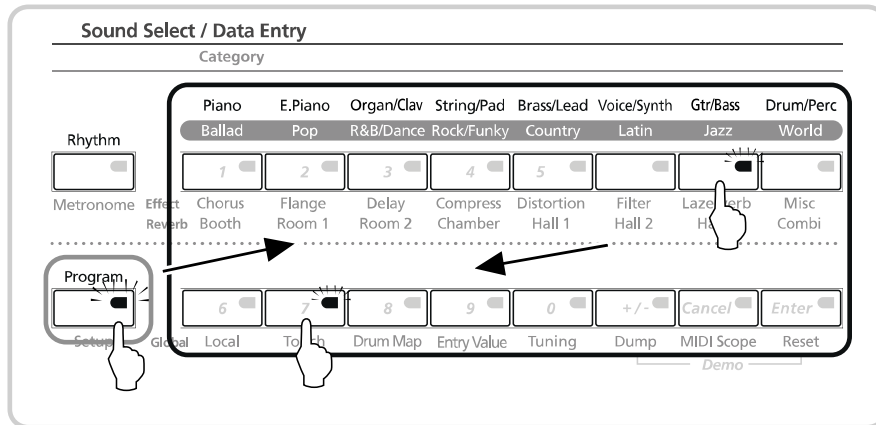 Sound Select / Data Entry
Category
Piano E.Piano Organ/Clav String/Pad Brass/Lead Voice/Synth Gtr/Bass Drum/Perc
Rhythm Ballad Pop R&B/Dance Rock/Funky Country Latin Jazz World
1 2 3 4 5
Metronome Effect Chorus Flange Delay Compress Distortion Filter Misc
Reverb Booth Room 1 Room 2 Chamber Hall 1 Hall 2 Combi
Program
6 7 8 9 0 +/- Cancel Enter
Setup Global Local Drum Map Entry Value Tuning Dump MIDI Scope Reset
Demo